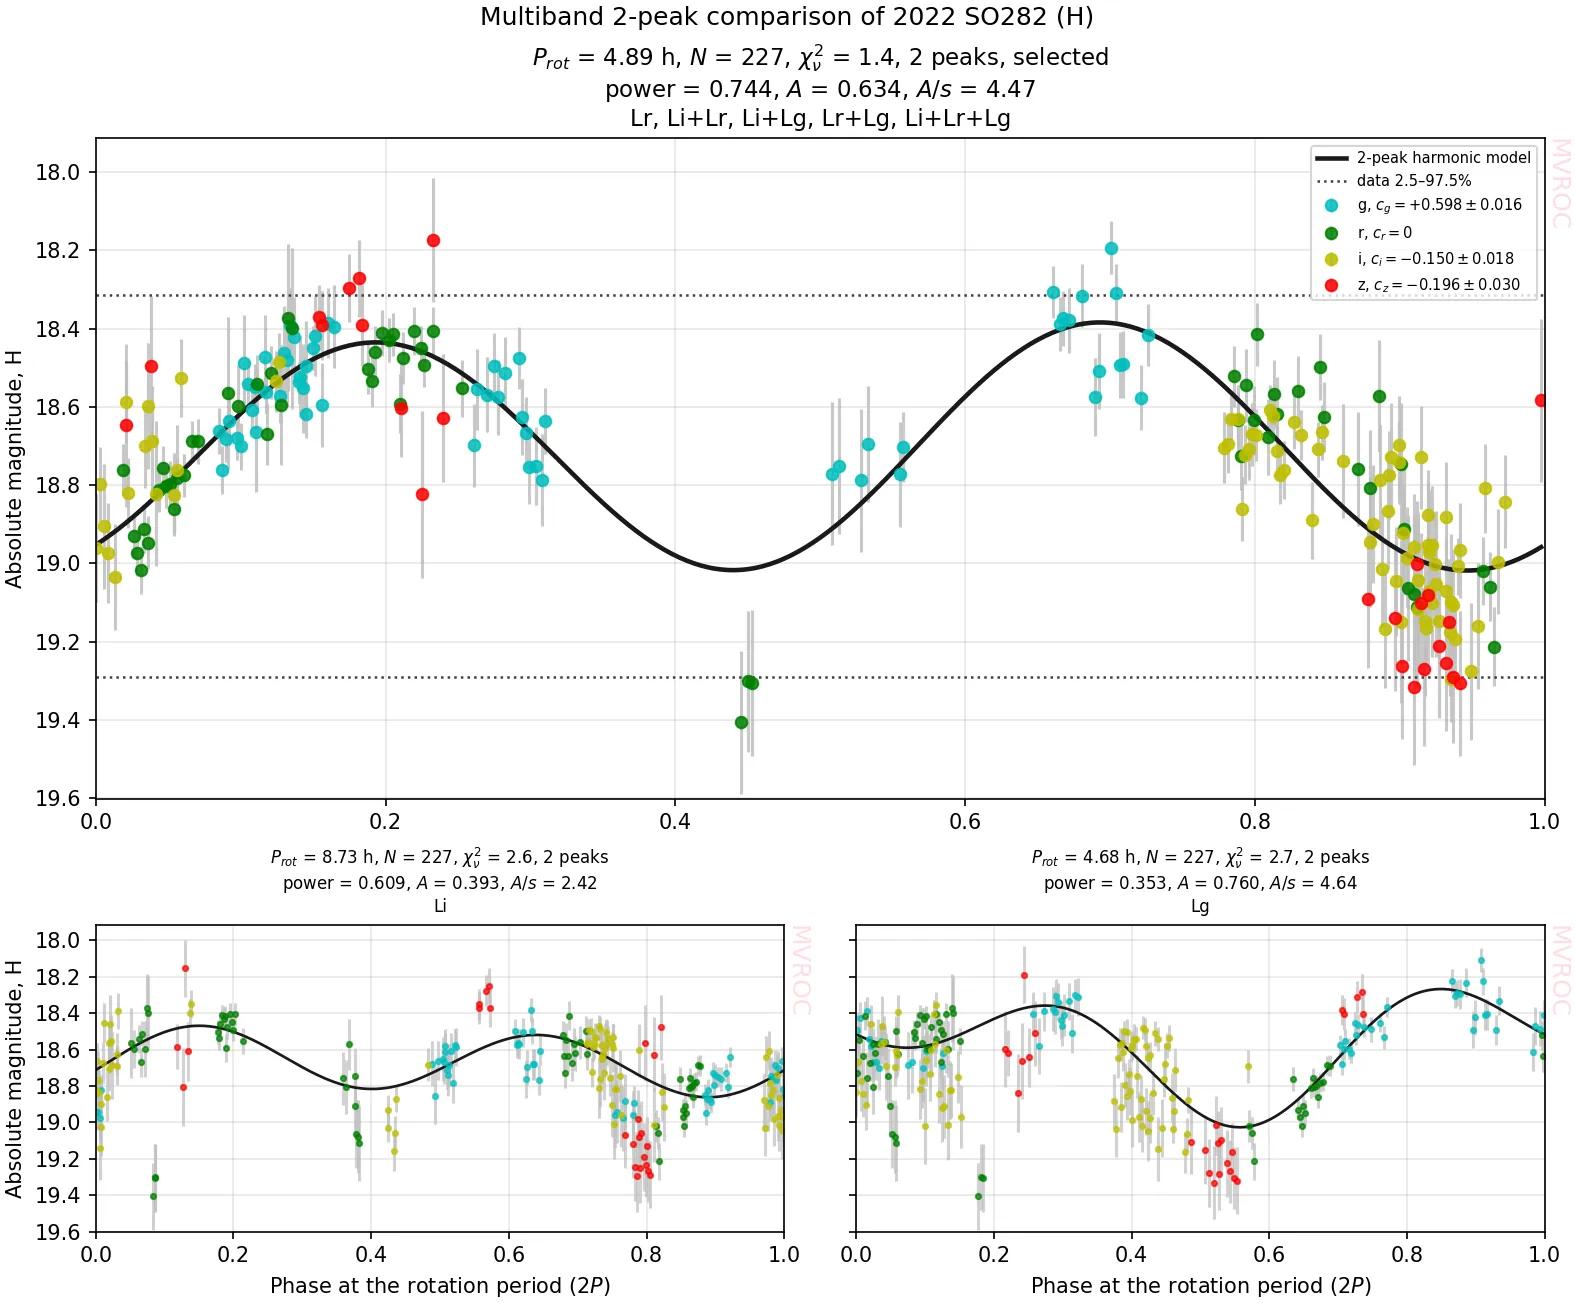 Multiband 2-peak comparison of 2022 SO282 (H)
P_rot = 4.89 h, N = 227, χ²_ν = 1.4, 2 peaks, selected
power = 0.744, A = 0.634, A/s = 4.47
Lr, Li+Lr, Li+Lg, Lr+Lg, Li+Lr+Lg
Absolute magnitude, H
18.0
18.2
18.4
18.6
18.8
19.0
19.2
19.4
19.6
0.0 0.2 0.4 0.6 0.8 1.0
2-peak harmonic model
data 2.5–97.5%
g, c_g = +0.598 ± 0.016
r, c_r = 0
i, c_i = −0.150 ± 0.018
z, c_z = −0.196 ± 0.030
MVROC
P_rot = 8.73 h, N = 227, χ²_ν = 2.6, 2 peaks
power = 0.609, A = 0.393, A/s = 2.42
Li
Absolute magnitude, H
18.0
18.2
18.4
18.6
18.8
19.0
19.2
19.4
19.6
0.0 0.2 0.4 0.6 0.8 1.0
Phase at the rotation period (2P)
MVROC
P_rot = 4.68 h, N = 227, χ²_ν = 2.7, 2 peaks
power = 0.353, A = 0.760, A/s = 4.64
Lg
0.0 0.2 0.4 0.6 0.8 1.0
Phase at the rotation period (2P)
MVROC